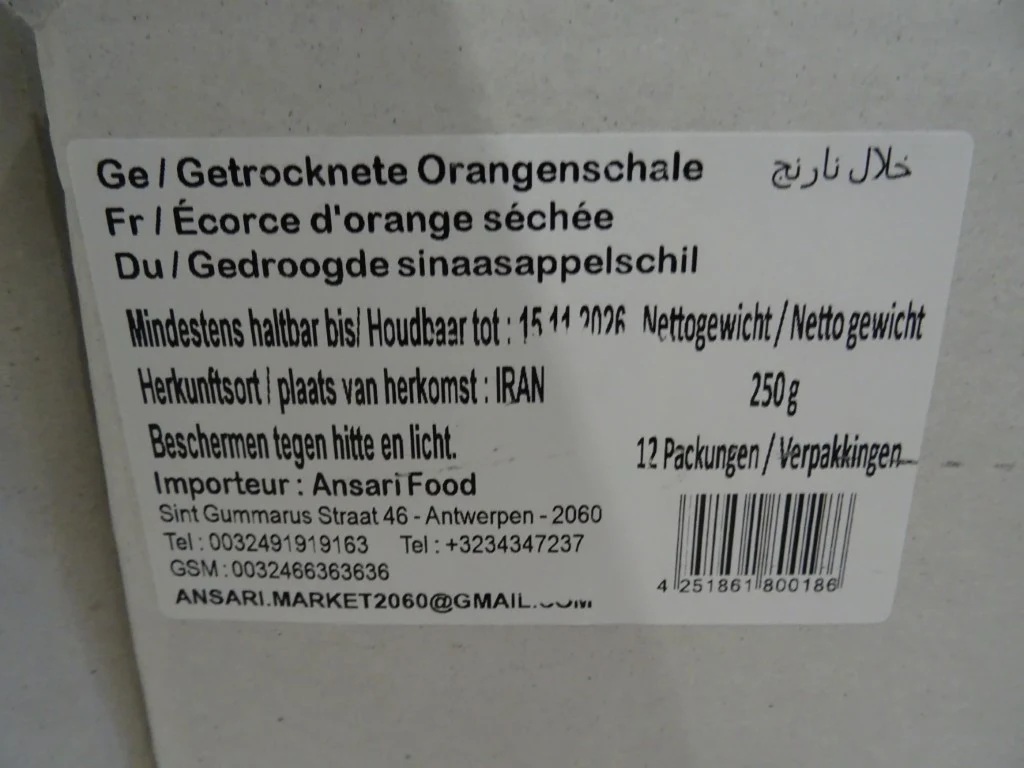 Ge / Getrocknete Orangenschale خلال نارنج
Fr / Écorce d'orange séchée
Du / Gedroogde sinaasappelschil
Mindestens haltbar bis/ Houdbaar tot : 15 11 2026 Nettogewicht / Netto gewicht
Herkunftsort / plaats van herkomst : IRAN 250 g
Beschermen tegen hitte en licht. 12 Packungen / Verpakkingen
Importeur : Ansari Food
Sint Gummarus Straat 46 - Antwerpen - 2060
Tel : 0032491919163 Tel : +3234347237
GSM : 0032466363636
ANSARI.MARKET2060@GMAIL.COM
4 251861 800186